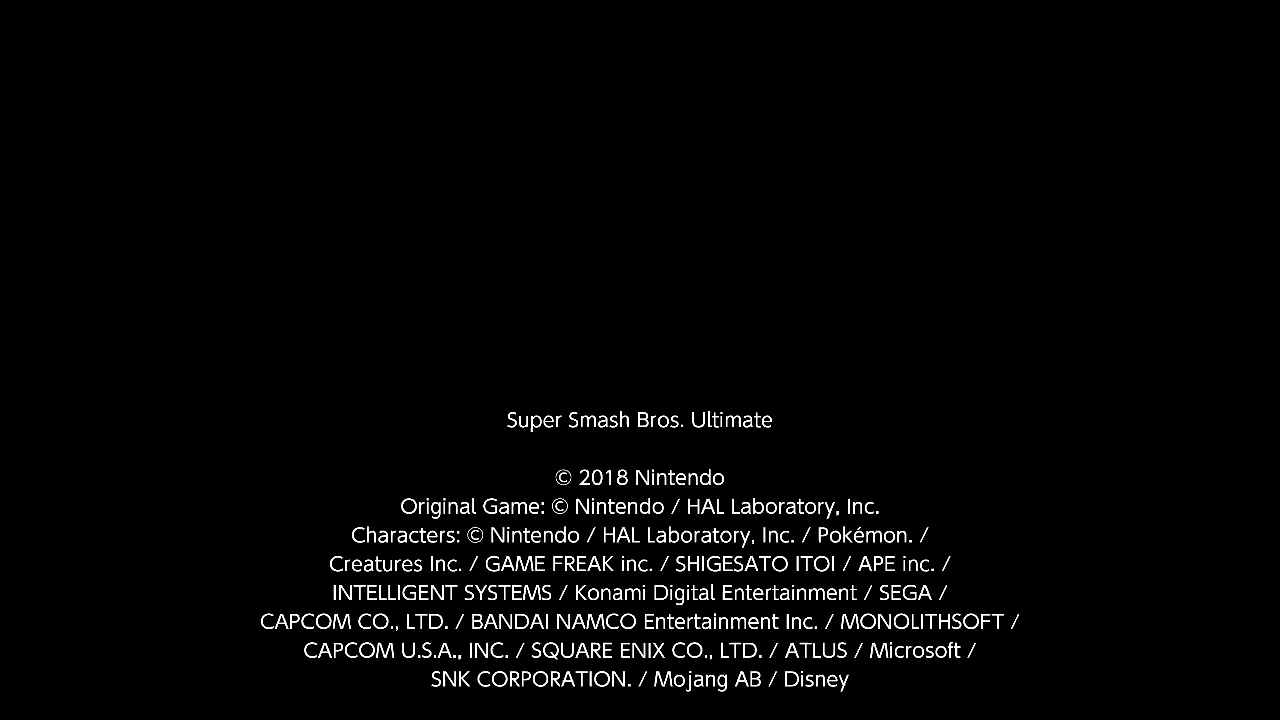 Super Smash Bros. Ultimate
© 2018 Nintendo
Original Game: © Nintendo / HAL Laboratory, Inc.
Characters: © Nintendo / HAL Laboratory, Inc. / Pokémon. /
Creatures Inc. / GAME FREAK inc. / SHIGESATO ITOI / APE inc. /
INTELLIGENT SYSTEMS / Konami Digital Entertainment / SEGA /
CAPCOM CO., LTD. / BANDAI NAMCO Entertainment Inc. / MONOLITHSOFT /
CAPCOM U.S.A., INC. / SQUARE ENIX CO., LTD. / ATLUS / Microsoft /
SNK CORPORATION. / Mojang AB / Disney